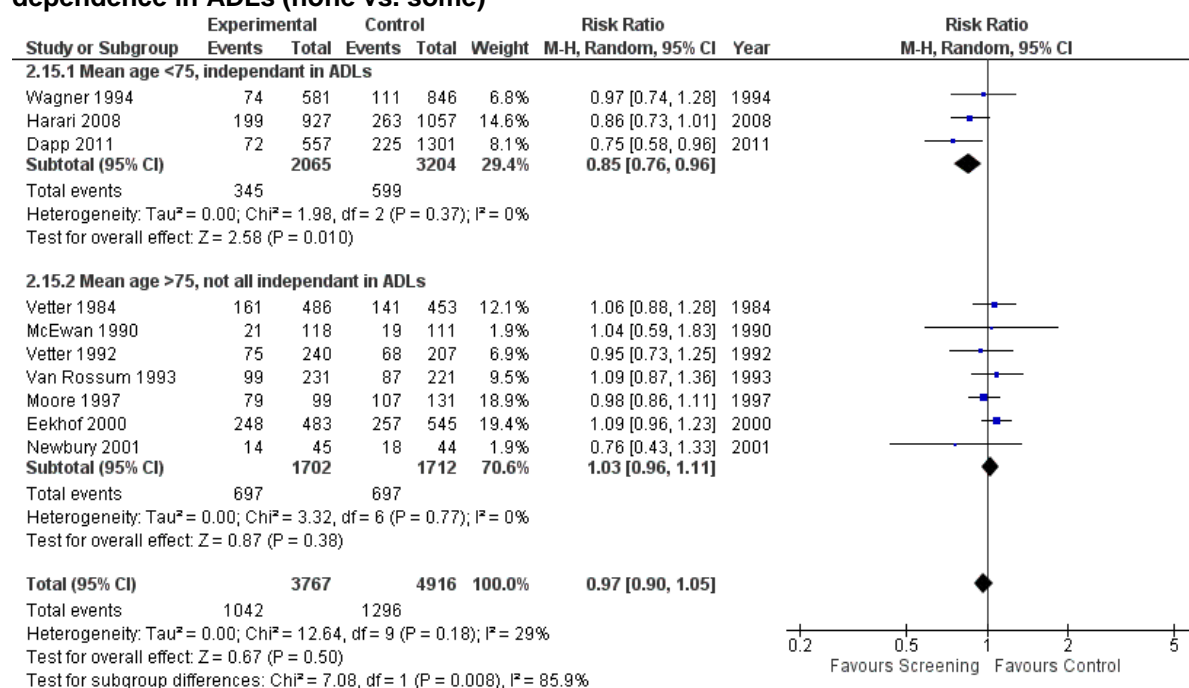 dependence in ADLs (none vs. some)
Experimental Control Risk Ratio Risk Ratio
Study or Subgroup Events Total Events Total Weight M-H, Random, 95% CI Year M-H, Random, 95% CI
2.15.1 Mean age <75, independant in ADLs
Wagner 1994 74 581 111 846 6.8% 0.97 [0.74, 1.28] 1994
Harari 2008 199 927 263 1057 14.6% 0.86 [0.73, 1.01] 2008
Dapp 2011 72 557 225 1301 8.1% 0.75 [0.58, 0.96] 2011
Subtotal (95% CI) 2065 3204 29.4% 0.85 [0.76, 0.96]
Total events 345 599
Heterogeneity: Tau² = 0.00; Chi² = 1.98, df = 2 (P = 0.37); I² = 0%
Test for overall effect: Z = 2.58 (P = 0.010)
2.15.2 Mean age >75, not all independant in ADLs
Vetter 1984 161 486 141 453 12.1% 1.06 [0.88, 1.28] 1984
McEwan 1990 21 118 19 111 1.9% 1.04 [0.59, 1.83] 1990
Vetter 1992 75 240 68 207 6.9% 0.95 [0.73, 1.25] 1992
Van Rossum 1993 99 231 87 221 9.5% 1.09 [0.87, 1.36] 1993
Moore 1997 79 99 107 131 18.9% 0.98 [0.86, 1.11] 1997
Eekhof 2000 248 483 257 545 19.4% 1.09 [0.96, 1.23] 2000
Newbury 2001 14 45 18 44 1.9% 0.76 [0.43, 1.33] 2001
Subtotal (95% CI) 1702 1712 70.6% 1.03 [0.96, 1.11]
Total events 697 697
Heterogeneity: Tau² = 0.00; Chi² = 3.32, df = 6 (P = 0.77); I² = 0%
Test for overall effect: Z = 0.87 (P = 0.38)
Total (95% CI) 3767 4916 100.0% 0.97 [0.90, 1.05]
Total events 1042 1296
Heterogeneity: Tau² = 0.00; Chi² = 12.64, df = 9 (P = 0.18); I² = 29%
Test for overall effect: Z = 0.67 (P = 0.50)
Test for subgroup differences: Chi² = 7.08, df = 1 (P = 0.008), I² = 85.9%
0.2 0.5 1 2 5
Favours Screening Favours Control